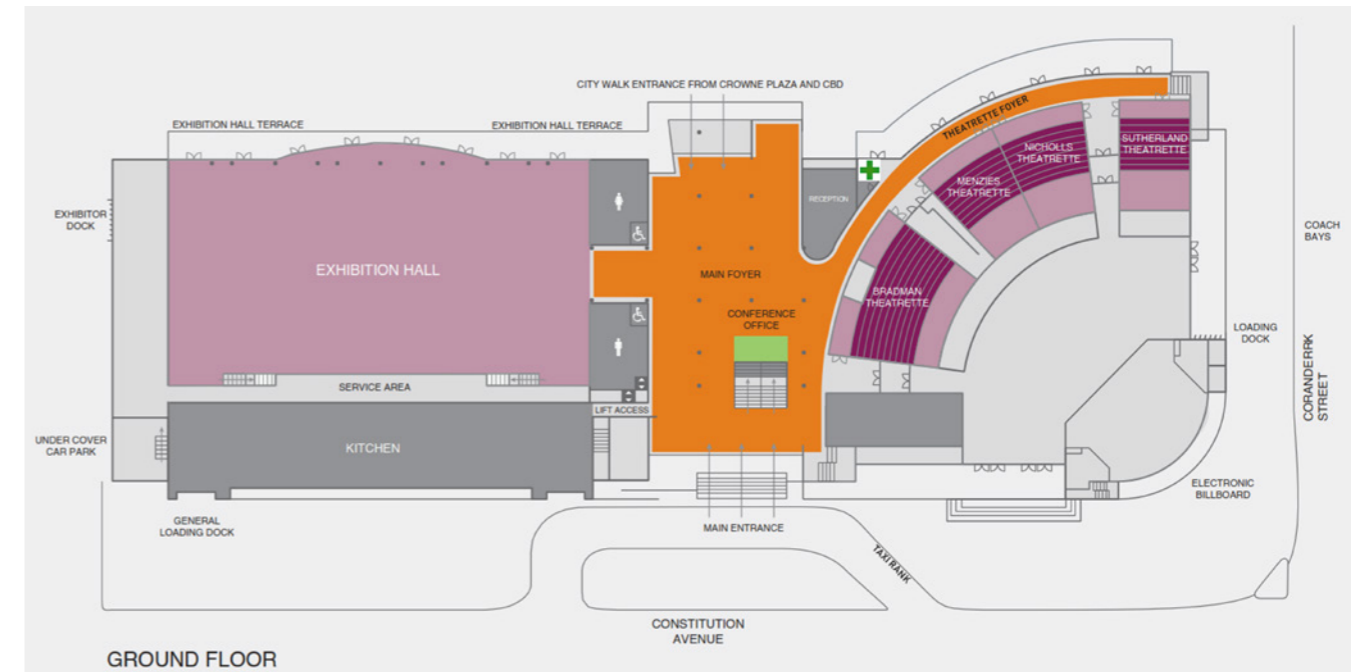 CITY WALK ENTRANCE FROM CROWNE PLAZA AND CBD
EXHIBITION HALL TERRACE
EXHIBITION HALL TERRACE
THEATRETTE FOYER
SUTHERLAND
THEATRETTE
NICHOLLS
THEATRETTE
MENZIES
THEATRETTE
RECEPTION
EXHIBITOR
DOCK
COACH
BAYS
EXHIBITION HALL
MAIN FOYER
BRADMAN
THEATRETTE
CONFERENCE
OFFICE
LOADING
DOCK
CORANDERRK
STREET
SERVICE AREA
LIFT ACCESS
UNDER COVER
CAR PARK
KITCHEN
ELECTRONIC
BILLBOARD
GENERAL
LOADING DOCK
MAIN ENTRANCE
TAXI RANK
CONSTITUTION
AVENUE
GROUND FLOOR